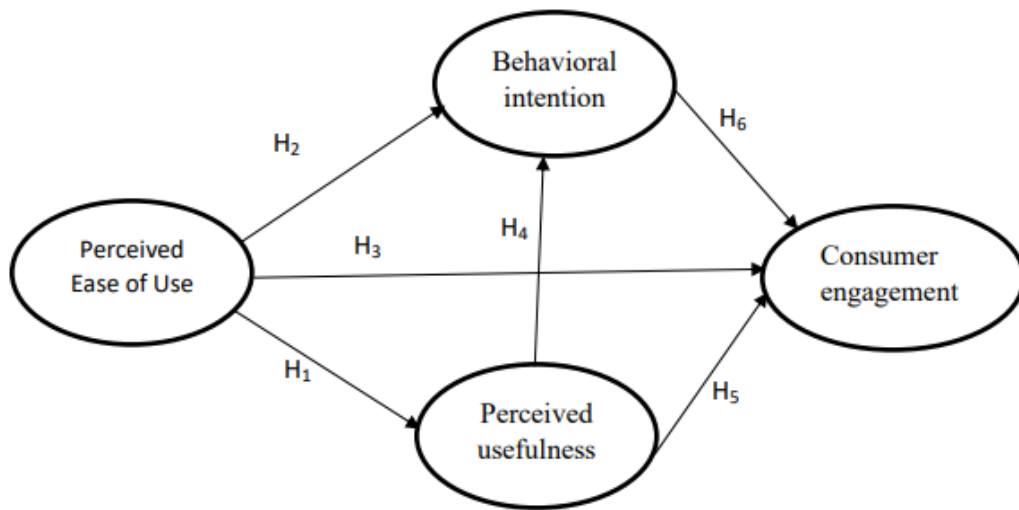 Behavioral
intention
H₆
H₂
Perceived
Ease of Use
H₃
H₄
Consumer
engagement
H₁
Perceived
usefulness
H₅